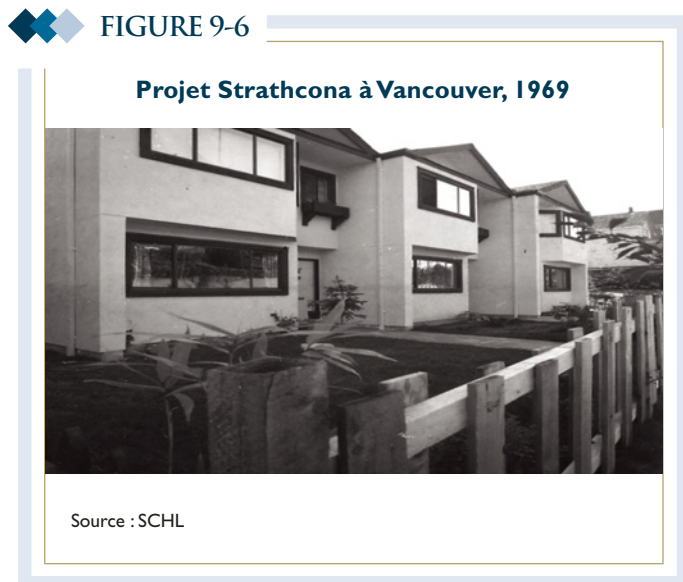 FIGURE 9-6
Projet Strathcona à Vancouver, 1969
Source : SCHL